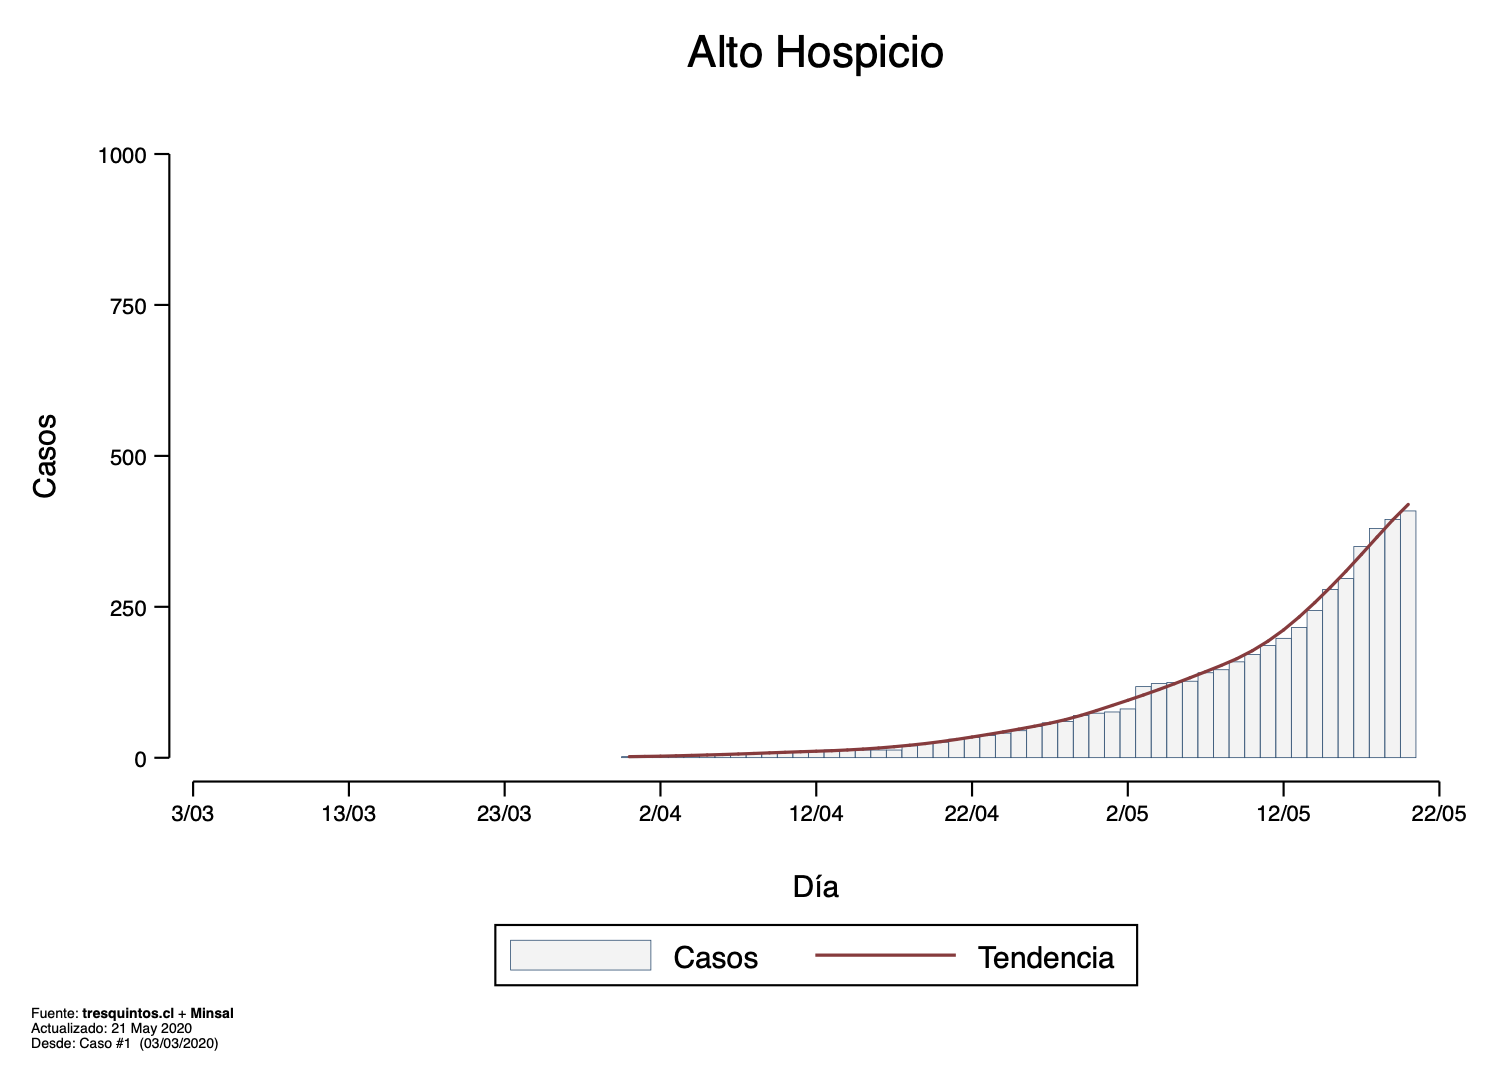 Alto Hospicio
1000
750
500
250
0
Casos
3/03 13/03 23/03 2/04 12/04 22/04 2/05 12/05 22/05
Día
Casos Tendencia
Fuente: tresquintos.cl + Minsal
Actualizado: 21 May 2020
Desde: Caso #1 (03/03/2020)